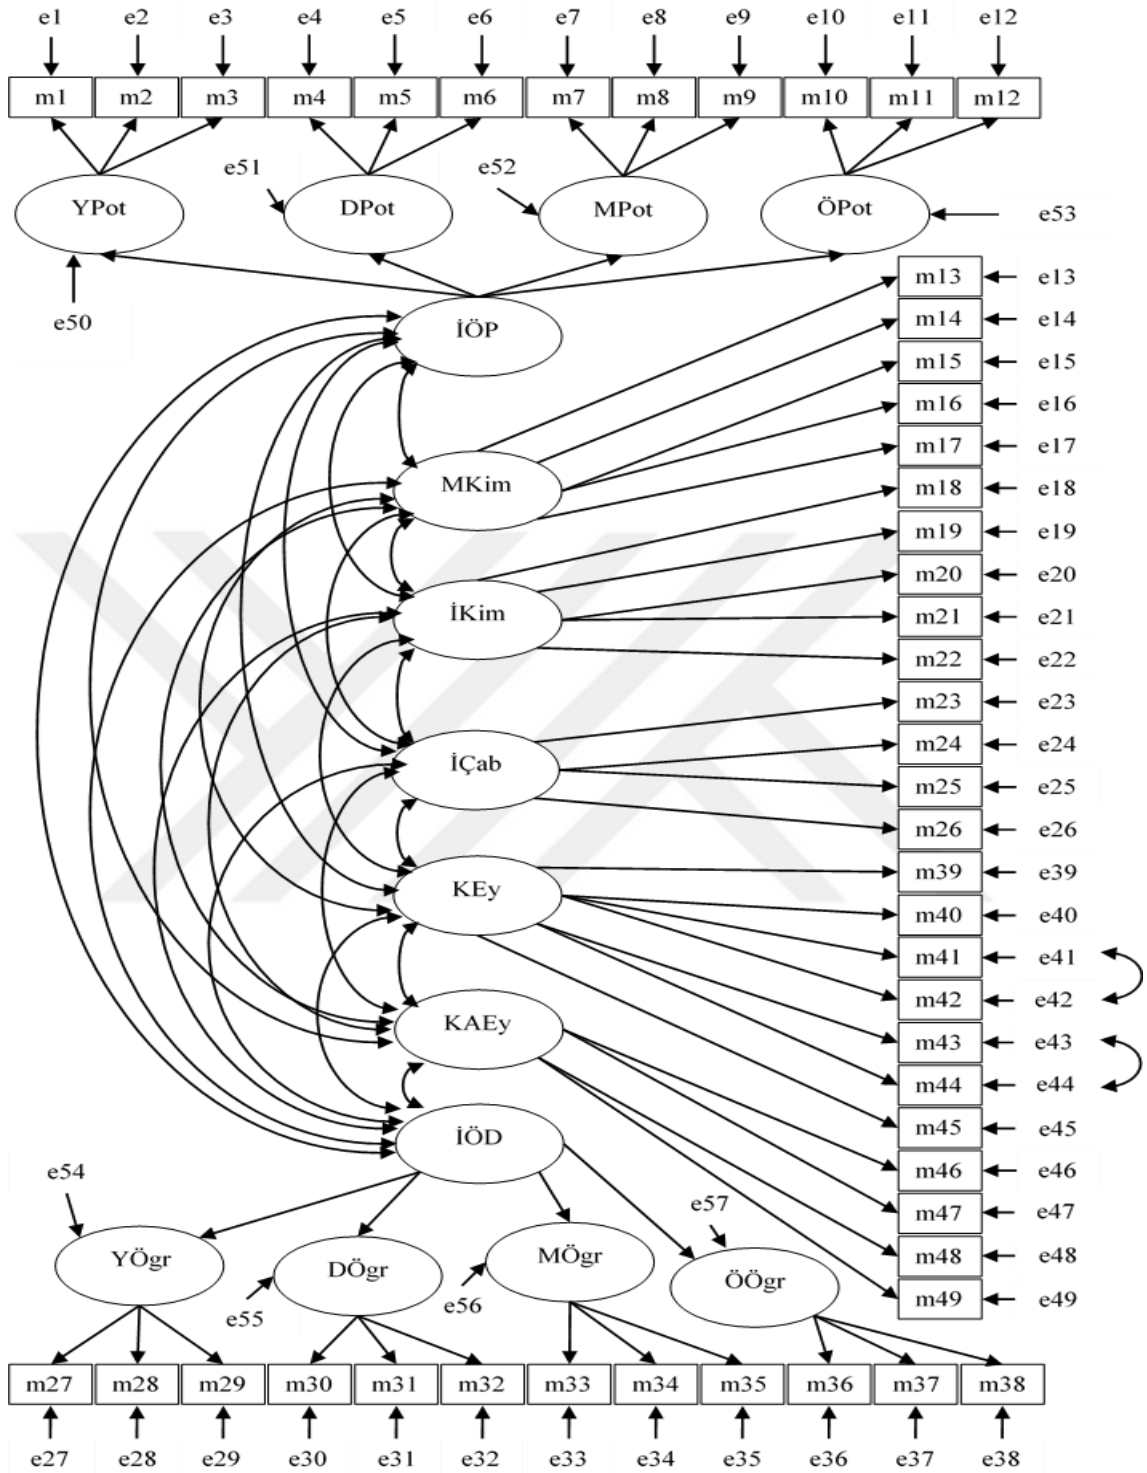 e1 e2 e3 e4 e5 e6 e7 e8 e9 e10 e11 e12
m1 m2 m3 m4 m5 m6 m7 m8 m9 m10 m11 m12
e51 e52
YPot DPot MPot ÖPot e53
m13 e13
e50 m14 e14
İÖP
m15 e15
m16 e16
m17 e17
MKim m18 e18
m19 e19
m20 e20
İKim m21 e21
m22 e22
m23 e23
m24 e24
İÇab
m25 e25
m26 e26
m39 e39
KEy
m40 e40
m41 e41
m42 e42
KAEy
m43 e43
m44 e44
m45 e45
İÖD
m46 e46
e54
m47 e47
e57
m48 e48
YÖgr DÖgr MÖgr ÖÖgr
m49 e49
e55 e56
m27 m28 m29 m30 m31 m32 m33 m34 m35 m36 m37 m38
e27 e28 e29 e30 e31 e32 e33 e34 e35 e36 e37 e38